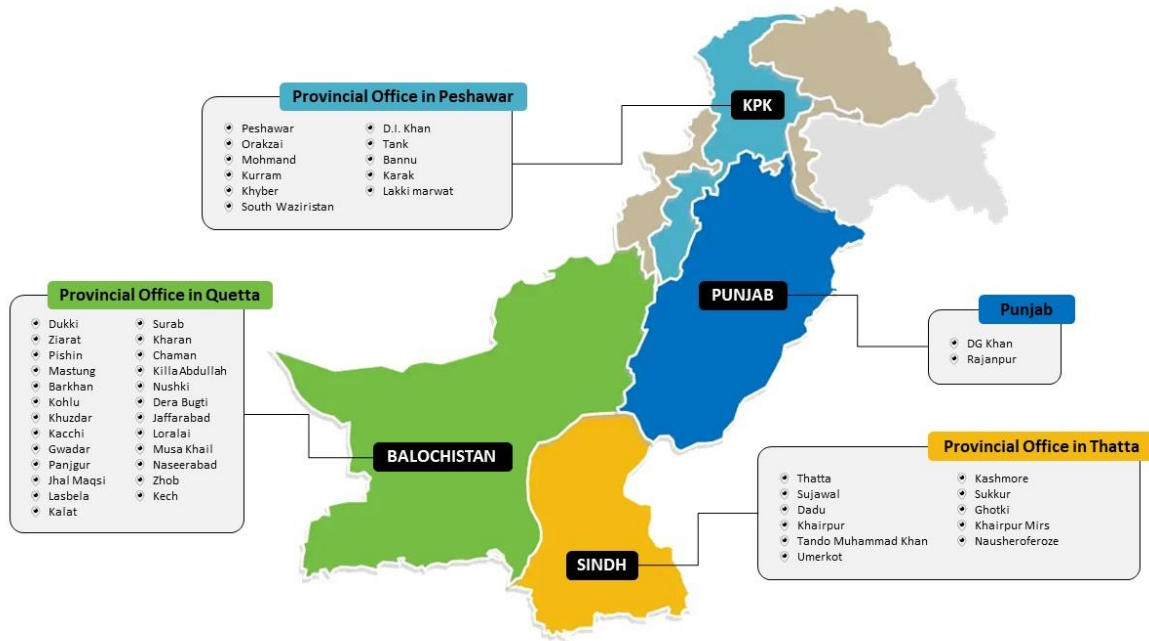 Provincial Office in Peshawar
Peshawar
Orakzai
Mohmand
Kurram
Khyber
South Waziristan
D.I. Khan
Tank
Bannu
Karak
Lakki marwat
KPK
Provincial Office in Quetta
Dukki
Ziarat
Pishin
Mastung
Barkhan
Kohlu
Khuzdar
Kacchi
Gwadar
Panjgur
Jhal Maqsi
Lasbela
Kalat
Surab
Kharan
Chaman
Killa Abdullah
Nushki
Dera Bugti
Jaffarabad
Loralai
Musa Khail
Naseerabad
Zhob
Kech
BALOCHISTAN
PUNJAB
Punjab
DG Khan
Rajanpur
SINDH
Provincial Office in Thatta
Thatta
Sujawal
Dadu
Khairpur
Tando Muhammad Khan
Umerkot
Kashmore
Sukkur
Ghotki
Khairpur Mirs
Nausheroferoze